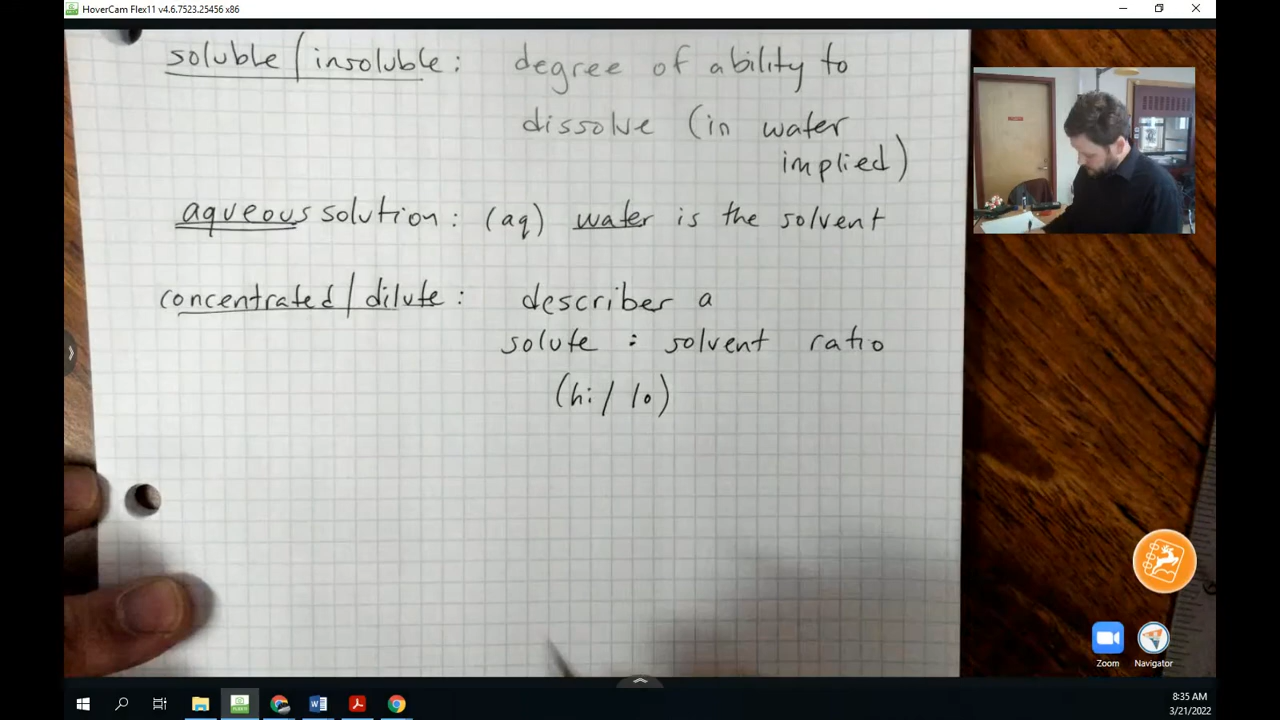 HoverCam Flex11 v4.6.7523.25456 x86
soluble/insoluble: degree of ability to
dissolve (in water
implied)
aqueous solution: (aq) water is the solvent
concentrated/dilute: describer a
solute : solvent ratio
(hi/lo)
Zoom
Navigator
8:35 AM
3/21/2022